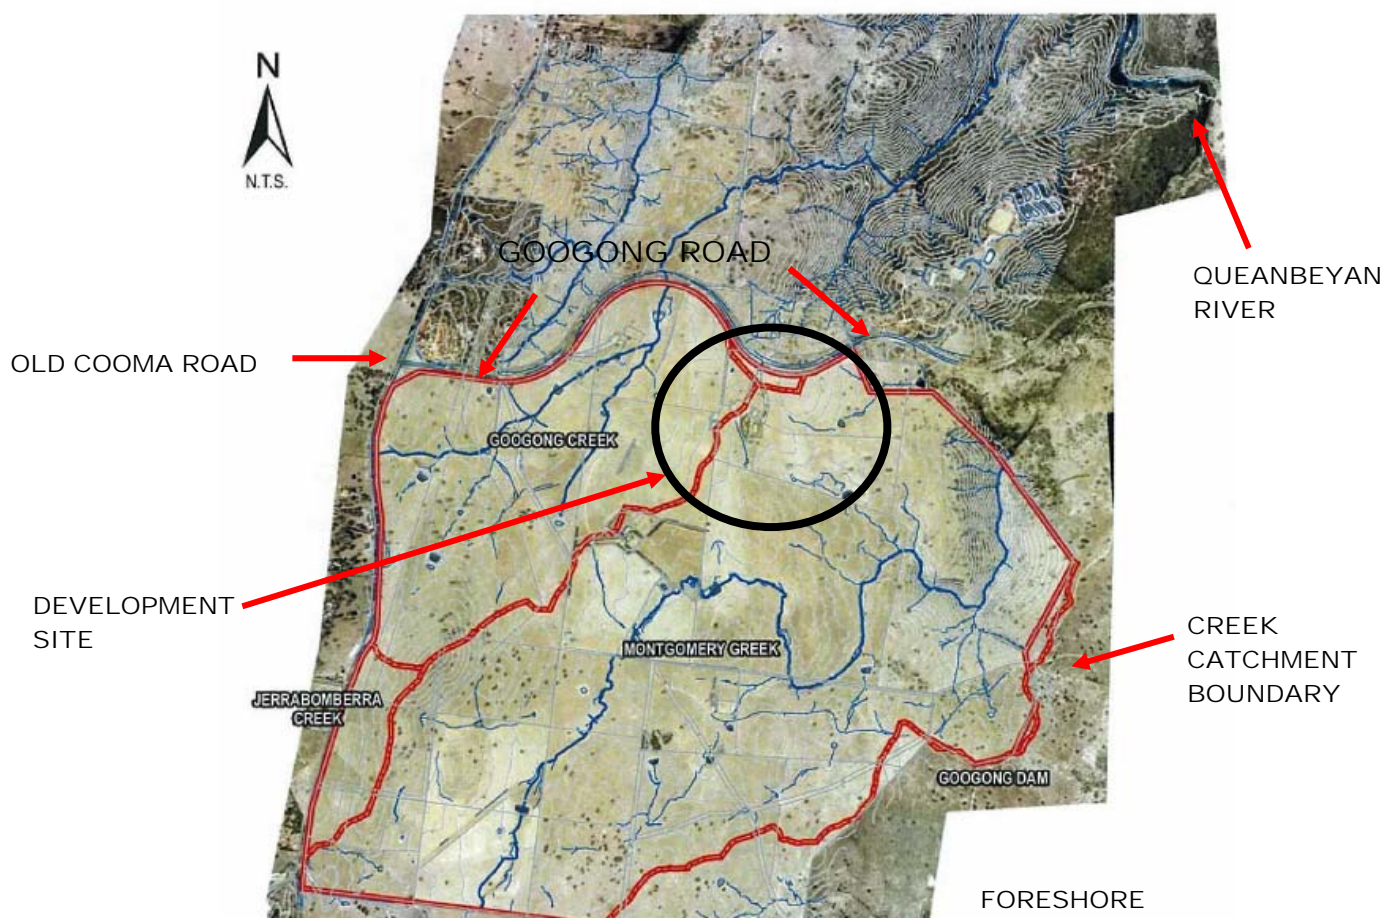 N
N.T.S.
GOOGONG ROAD
QUEANBEYAN
RIVER
OLD COOMA ROAD
GOOGONG CREEK
DEVELOPMENT
SITE
MONTGOMERY CREEK
CREEK
CATCHMENT
BOUNDARY
JERRABOMBERRA
CREEK
GOOGONG DAM
FORESHORE